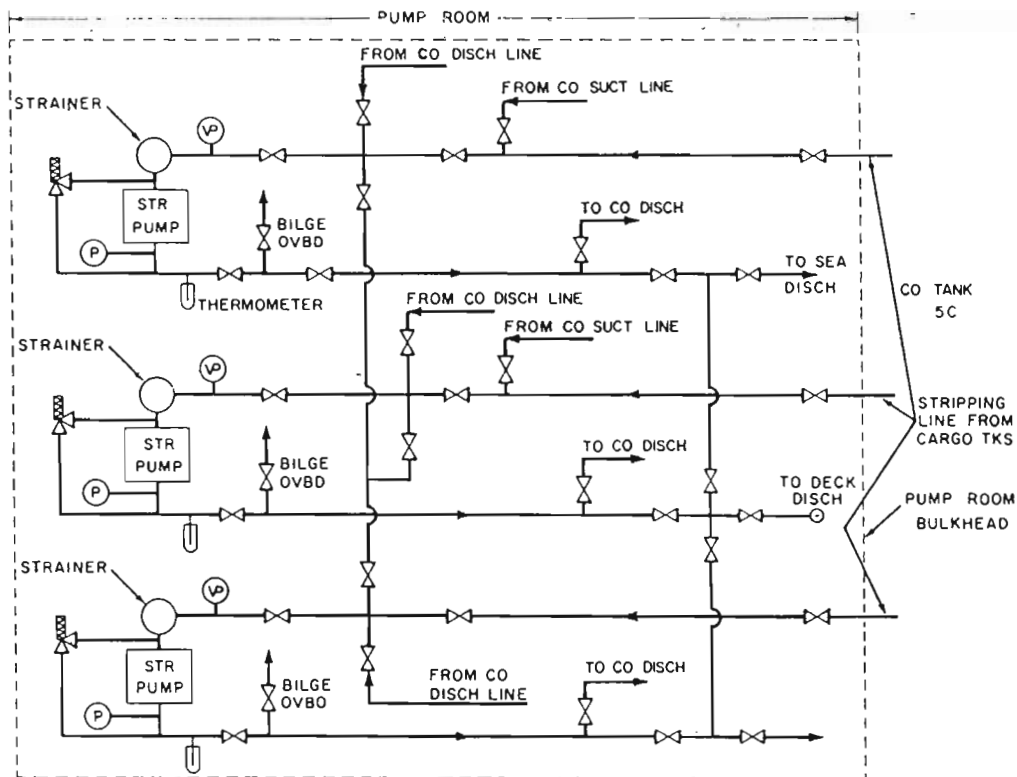 PUMP ROOM
FROM CO DISCH LINE
FROM CO SUCT LINE
STRAINER
VP
STR
PUMP
BILGE
OVBD
TO CO DISCH
P
THERMOMETER
TO SEA
DISCH
FROM CO DISCH LINE
CO TANK
5C
FROM CO SUCT LINE
STRAINER
VP
STRIPPING
LINE FROM
CARGO TKS
STR
PUMP
BILGE
OVBD
TO CO DISCH
TO DECK
DISCH
P
PUMP ROOM
BULKHEAD
STRAINER
VP
STR
PUMP
BILGE
OVBD
FROM CO
DISCH LINE
TO CO DISCH
P